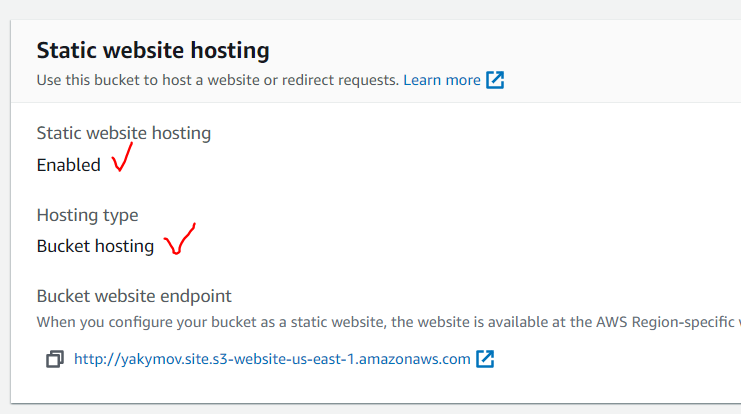 Static website hosting
Use this bucket to host a website or redirect requests. Learn more
Static website hosting
Enabled
Hosting type
Bucket hosting
Bucket website endpoint
When you configure your bucket as a static website, the website is available at the AWS Region-specific
http://yakymov.site.s3-website-us-east-1.amazonaws.com